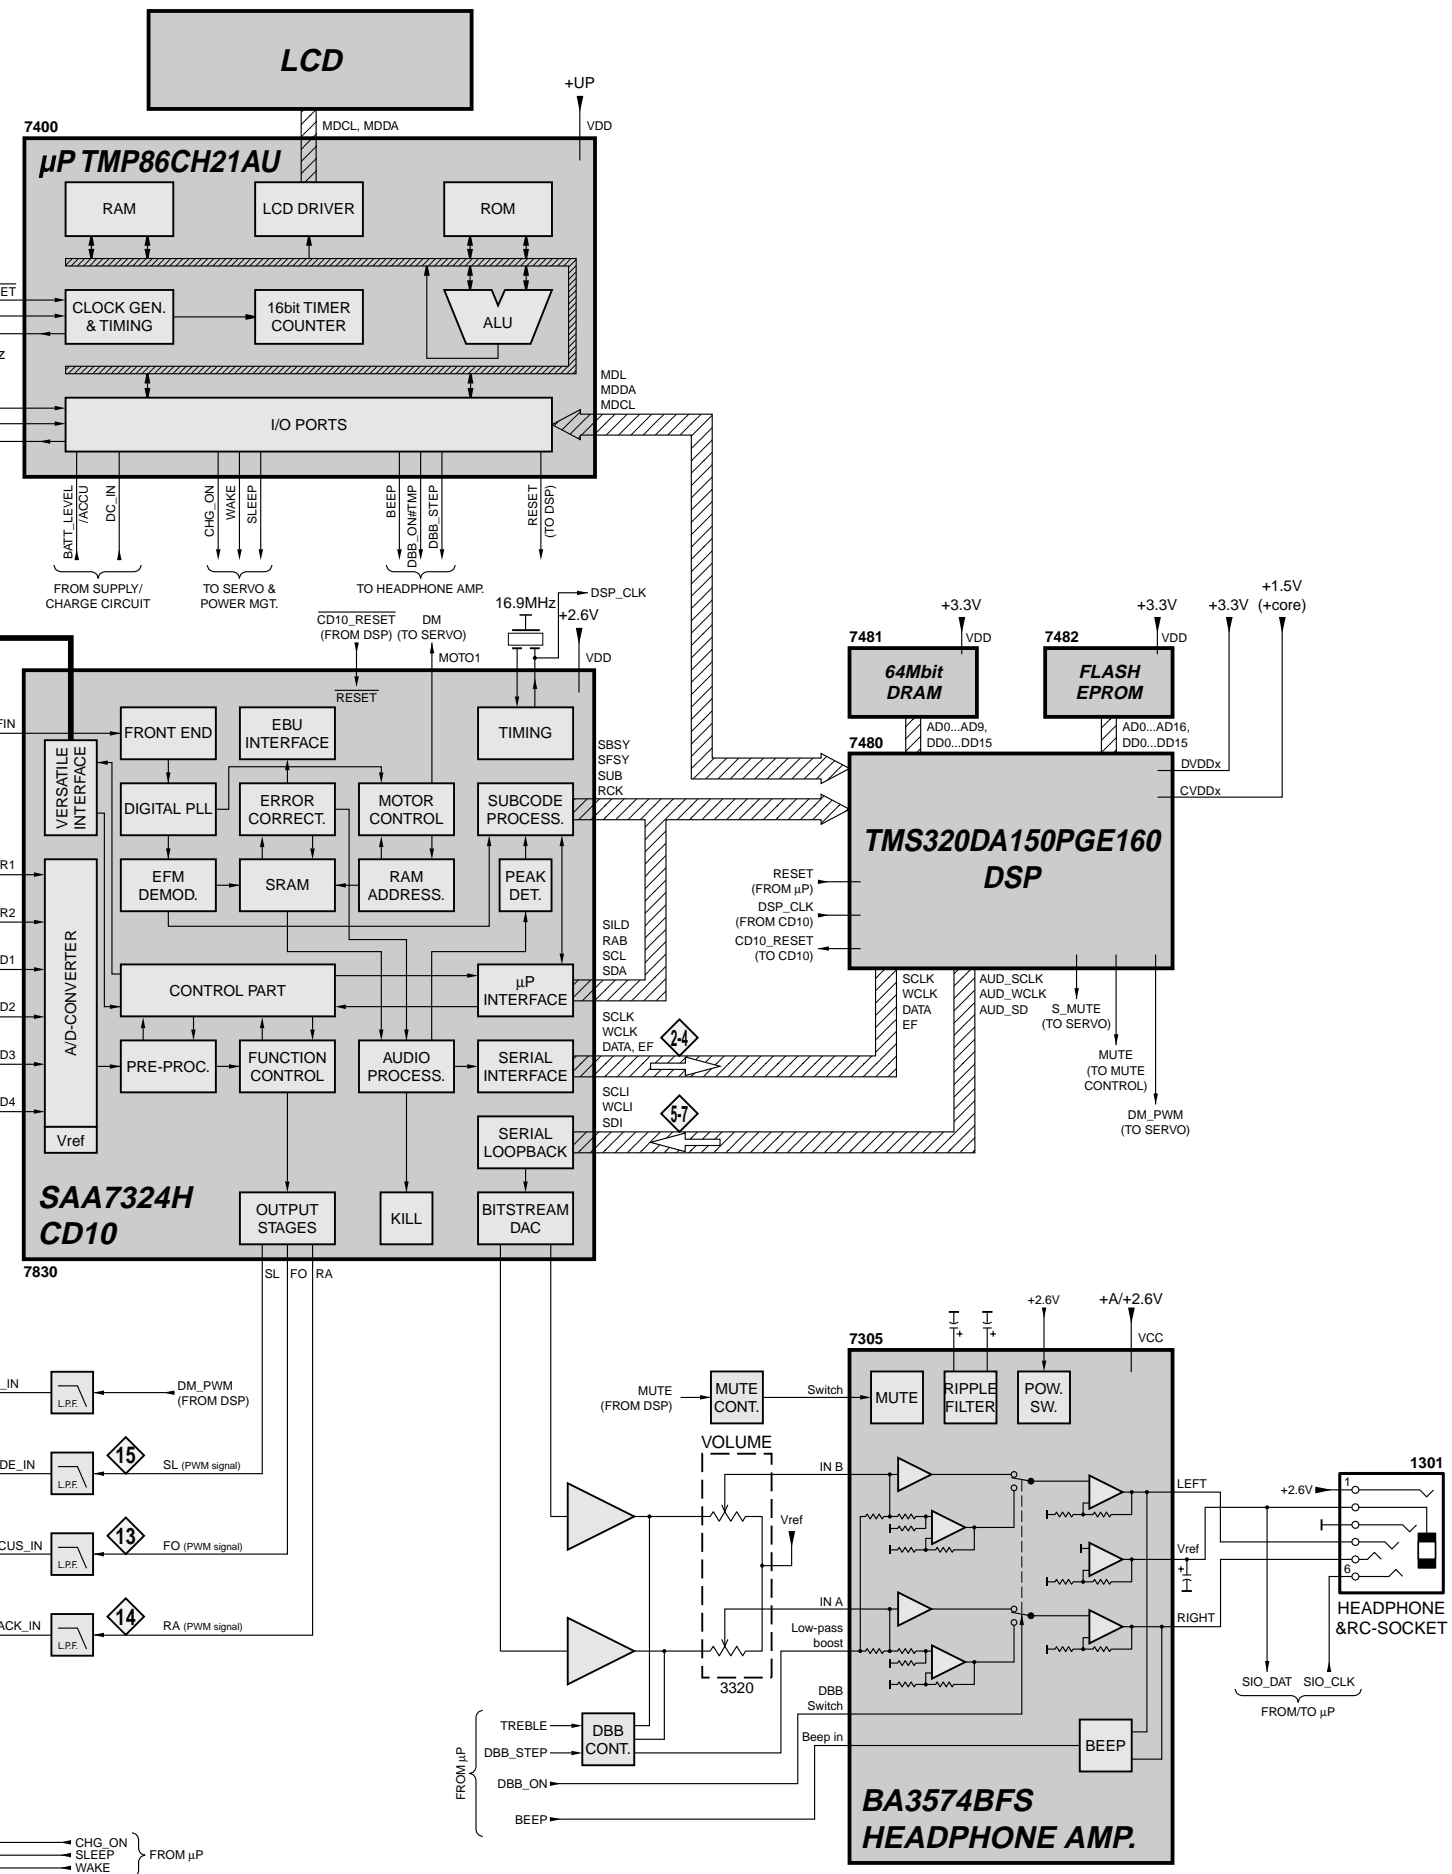 LCD
+UP
VDD
7400
MDCL, MDDA
µP TMP86CH21AU
RAM
LCD DRIVER
ROM
ET
CLOCK GEN.
& TIMING
16bit TIMER
COUNTER
ALU
z
MDL
MDDA
MDCL
I/O PORTS
BATT_LEVEL
/ACCU
DC_IN
CHG_ON
WAKE
SLEEP
BEEP
DBB_ON#TMP
DBB_STEP
RESET
(TO DSP)
FROM SUPPLY/
CHARGE CIRCUIT
TO SERVO &
POWER MGT.
TO HEADPHONE AMP.
CD10_RESET
(FROM DSP)
DM
(TO SERVO)
MOTO1
16.9MHz
DSP_CLK
+2.6V
VDD
RESET
FIN
VERSATILE
INTERFACE
FRONT END
EBU
INTERFACE
TIMING
DIGITAL PLL
ERROR
CORRECT.
MOTOR
CONTROL
SUBCODE
PROCESS.
SBSY
SFSY
SUB
RCK
EFM
DEMOD.
SRAM
RAM
ADDRESS.
PEAK
DET.
R1
R2
D1
D2
D3
D4
A/D-CONVERTER
Vref
CONTROL PART
µP
INTERFACE
SILD
RAB
SCL
SDA
PRE-PROC.
FUNCTION
CONTROL
AUDIO
PROCESS.
SERIAL
INTERFACE
SCLK
WCLK
DATA, EF
2-4
SERIAL
LOOPBACK
SCLI
WCLI
SDI
5-7
SAA7324H
CD10
OUTPUT
STAGES
KILL
BITSTREAM
DAC
7830
SL
FO
RA
+3.3V
+3.3V
+3.3V
+1.5V
(+core)
7481
VDD
7482
VDD
64Mbit
DRAM
FLASH
EPROM
AD0...AD9,
DD0...DD15
AD0...AD16,
DD0...DD15
7480
DVDDx
CVDDx
TMS320DA150PGE160
DSP
RESET
(FROM µP)
DSP_CLK
(FROM CD10)
CD10_RESET
(TO CD10)
SCLK
WCLK
DATA
EF
AUD_SCLK
AUD_WCLK
AUD_SD
S_MUTE
(TO SERVO)
MUTE
(TO MUTE
CONTROL)
DM_PWM
(TO SERVO)
_IN
L.P.F.
DM_PWM
(FROM DSP)
DE_IN
L.P.F.
15
SL (PWM signal)
CUS_IN
L.P.F.
13
FO (PWM signal)
ACK_IN
L.P.F.
14
RA (PWM signal)
+2.6V
+A/+2.6V
7305
VCC
MUTE
(FROM DSP)
MUTE
CONT.
Switch
MUTE
RIPPLE
FILTER
POW.
SW.
VOLUME
IN B
Vref
LEFT
+2.6V
1301
1
6
Vref
IN A
Low-pass
boost
RIGHT
HEADPHONE
&RC-SOCKET
3320
DBB
Switch
SIO_DAT
SIO_CLK
FROM/TO µP
FROM µP
TREBLE
DBB_STEP
DBB
CONT.
Beep in
BEEP
DBB_ON
BEEP
BA3574BFS
HEADPHONE AMP.
CHG_ON
SLEEP
WAKE
FROM µP